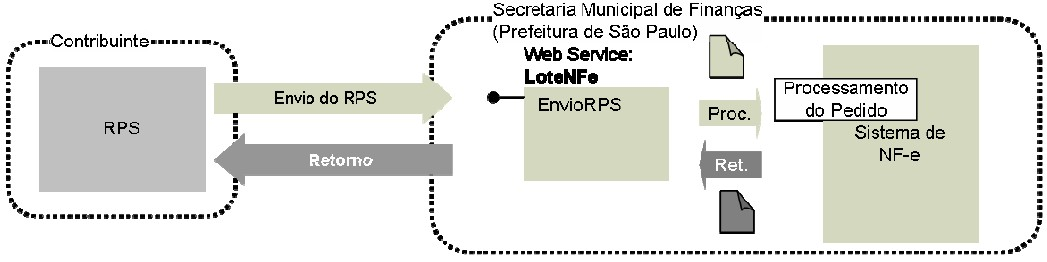 Contribuinte
RPS
Envio do RPS
Retorno
Secretaria Municipal de Finanças
(Prefeitura de São Paulo)
Web Service:
LoteNFe
EnvioRPS
Proc.
Ret.
Processamento
do Pedido
Sistema de
NF-e